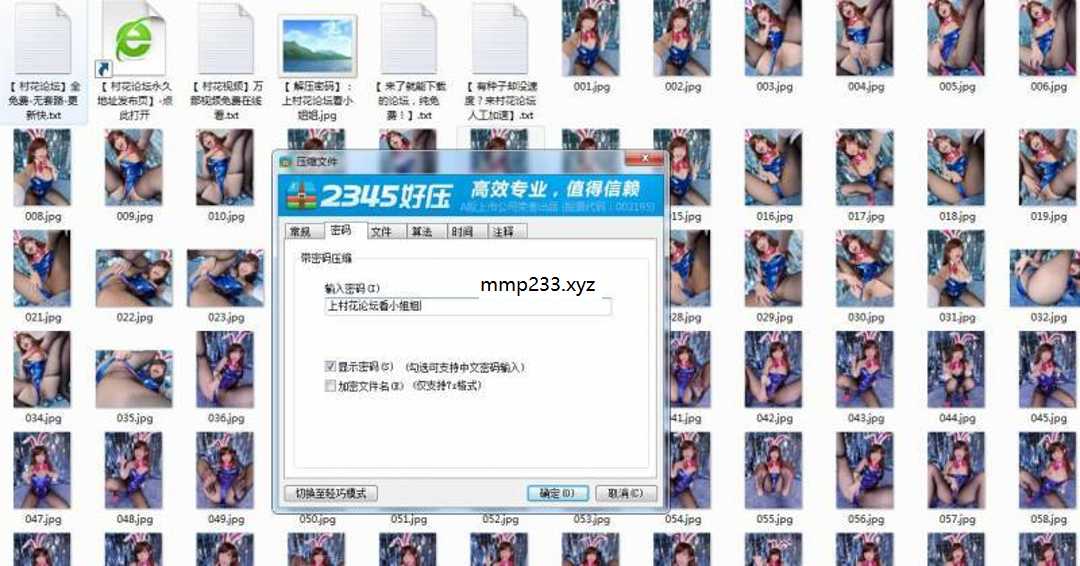 【村花论坛】全
免费-无套路-更
新快.txt
【村花论坛永久
地址发布页】-点
此打开
【村花视频】万
部视频免费在线
看.txt
【解压密码】：
上村花论坛看小
姐姐.jpg
【来了就能下载
的论坛，纯免
费！】.txt
【有种子却没速
度？来村花论坛
人工加速】.txt
001.jpg
002.jpg
003.jpg
004.jpg
005.jpg
006.jpg
008.jpg
009.jpg
010.jpg
15.jpg
016.jpg
017.jpg
018.jpg
019.jpg
021.jpg
022.jpg
023.jpg
28.jpg
029.jpg
030.jpg
031.jpg
032.jpg
034.jpg
035.jpg
036.jpg
41.jpg
042.jpg
043.jpg
044.jpg
045.jpg
047.jpg
048.jpg
049.jpg
050.jpg
051.jpg
052.jpg
053.jpg
054.jpg
055.jpg
056.jpg
057.jpg
058.jpg
压缩文件
2345好压
高效专业，值得信赖
A股上市公司荣誉出品 (股票代码：002195)
常规 密码 文件 算法 时间 注释
带密码压缩
输入密码(I)
mmp233.xyz
上村花论坛看小姐姐
显示密码(S) (勾选可支持中文密码输入)
加密文件名(E) (仅支持7z格式)
切换至轻巧模式
确定(O)
取消(C)